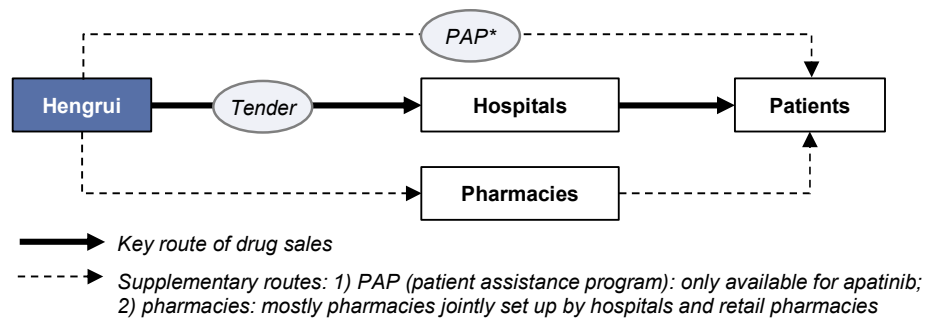 PAP*
Hengrui
Tender
Hospitals
Patients
Pharmacies
Key route of drug sales
Supplementary routes: 1) PAP (patient assistance program): only available for apatinib;
2) pharmacies: mostly pharmacies jointly set up by hospitals and retail pharmacies